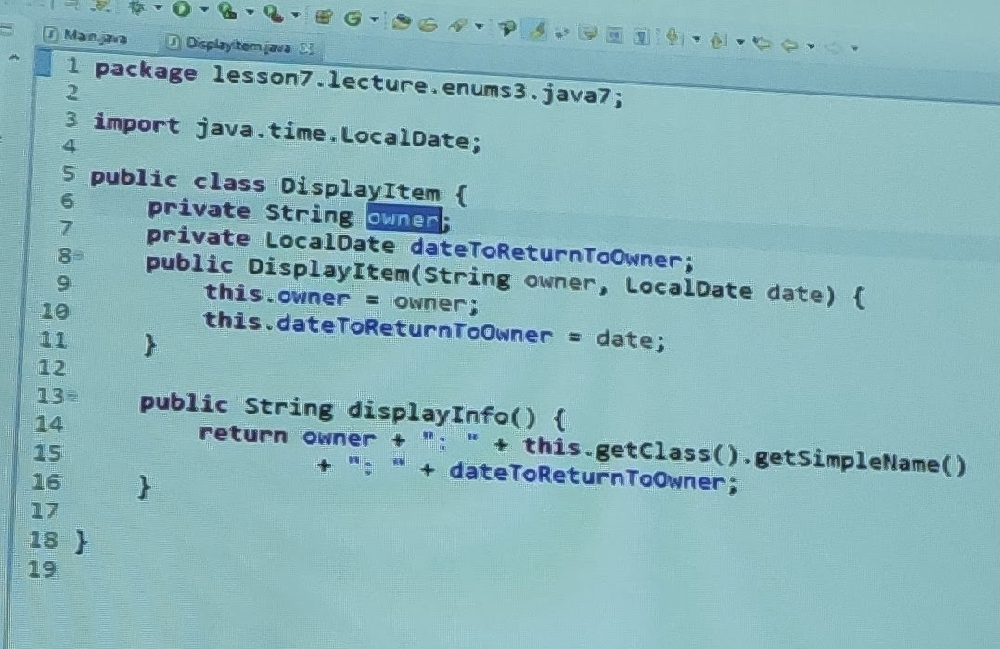 Main.java DisplayItem.java
1 package lesson7.lecture.enums3.java7;
2
3 import java.time.LocalDate;
4
5 public class DisplayItem {
6 private String owner;
7 private LocalDate dateToReturnToOwner;
8 public DisplayItem(String owner, LocalDate date) {
9 this.owner = owner;
10 this.dateToReturnToOwner = date;
11 }
12
13 public String displayInfo() {
14 return owner + ": " + this.getClass().getSimpleName()
15 + ": " + dateToReturnToOwner;
16 }
17
18 }
19